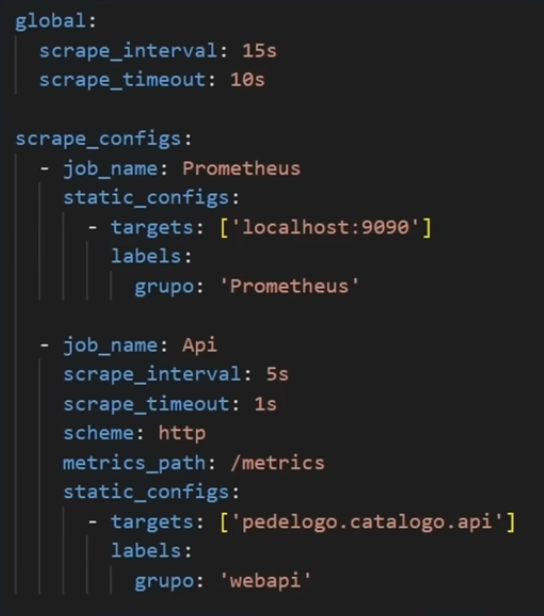 global:
  scrape_interval: 15s
  scrape_timeout: 10s

scrape_configs:
  - job_name: Prometheus
    static_configs:
      - targets: ['localhost:9090']
        labels:
          grupo: 'Prometheus'

  - job_name: Api
    scrape_interval: 5s
    scrape_timeout: 1s
    scheme: http
    metrics_path: /metrics
    static_configs:
      - targets: ['pedelogo.catalogo.api']
        labels:
          grupo: 'webapi'